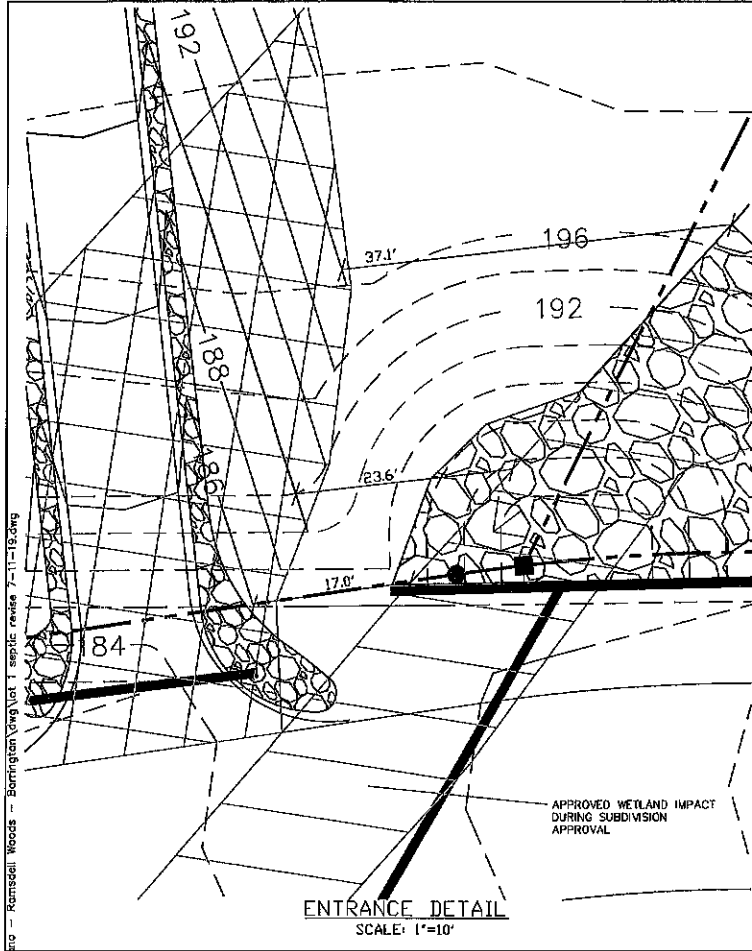 192
196
37.1'
192
188
186
23.6'
17.0'
184
APPROVED WETLAND IMPACT
DURING SUBDIVISION
APPROVAL
ENTRANCE DETAIL
SCALE: 1"=10'
- Ramsdell Woods - Barrington\dwg\lot 1 septic revise 7-11-19.dwg